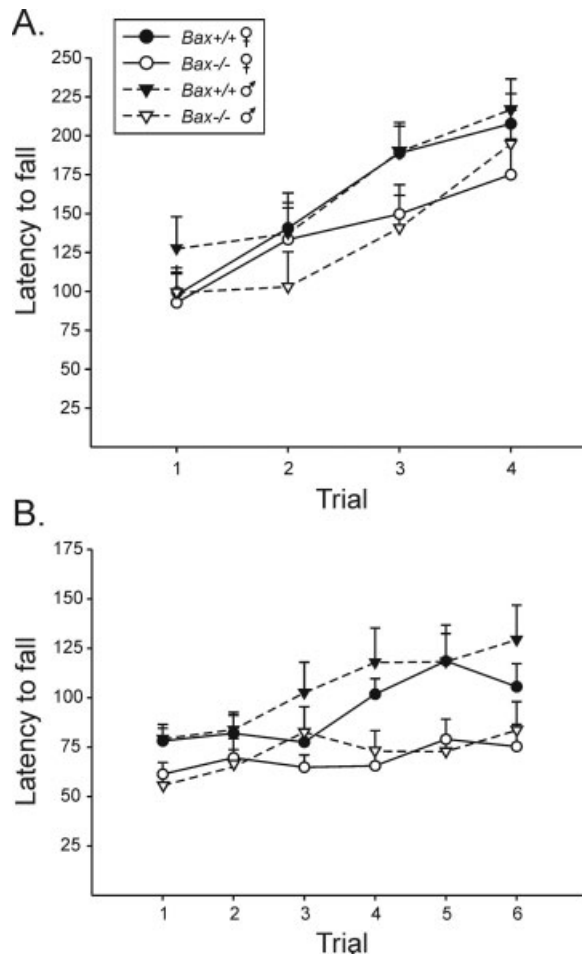 A.
Bax+/+ ♀
Bax-/- ♀
Bax+/+ ♂
Bax-/- ♂
250
225
200
175
150
125
100
75
50
25
Latency to fall
1 2 3 4
Trial
B.
175
150
125
100
75
50
25
Latency to fall
1 2 3 4 5 6
Trial